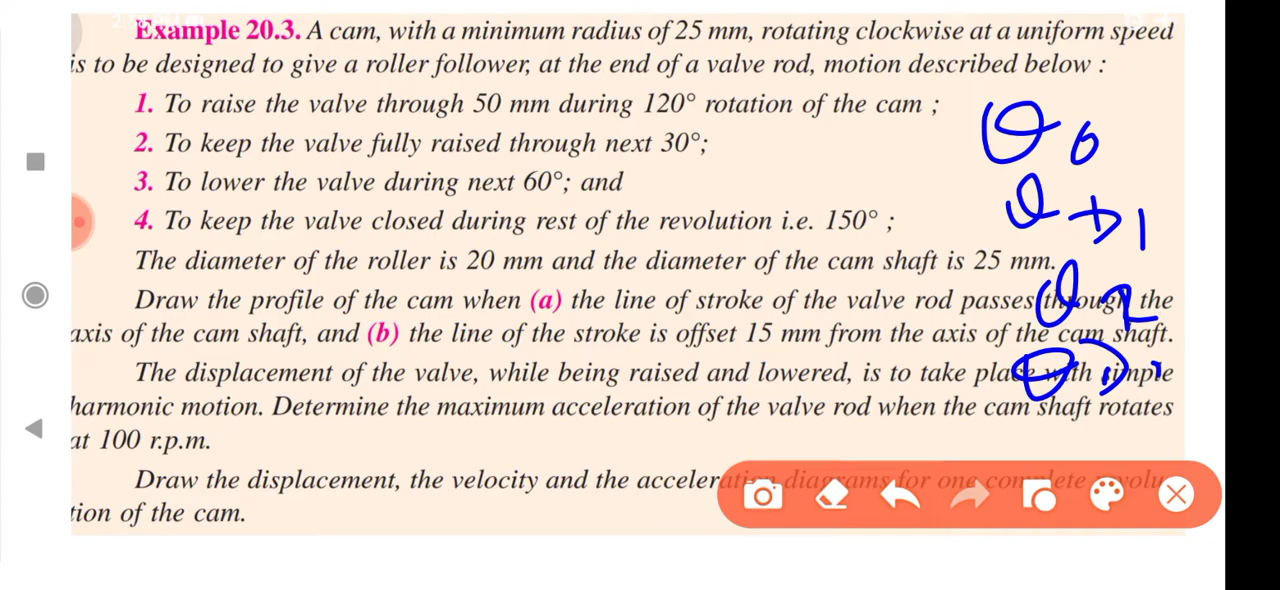 Example 20.3. A cam, with a minimum radius of 25 mm, rotating clockwise at a uniform speed
is to be designed to give a roller follower, at the end of a valve rod, motion described below :
1. To raise the valve through 50 mm during 120° rotation of the cam ;
2. To keep the valve fully raised through next 30°;
3. To lower the valve during next 60°; and
4. To keep the valve closed during rest of the revolution i.e. 150° ;
The diameter of the roller is 20 mm and the diameter of the cam shaft is 25 mm.
Draw the profile of the cam when (a) the line of stroke of the valve rod passes through the
axis of the cam shaft, and (b) the line of the stroke is offset 15 mm from the axis of the cam shaft.
The displacement of the valve, while being raised and lowered, is to take place with simple
harmonic motion. Determine the maximum acceleration of the valve rod when the cam shaft rotates
at 100 r.p.m.
Draw the displacement, the velocity and the acceleration diagrams for one complete revolu-
tion of the cam.
θ o
θ D1
θ R
θ D